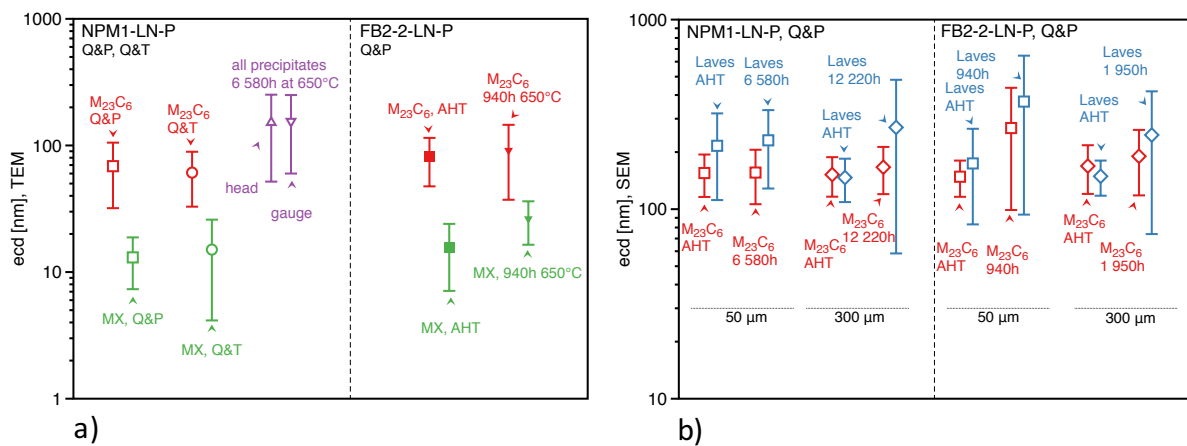 1000
100
10
1
ecd [nm], TEM
NPM1-LN-P
Q&P, Q&T
all precipitates
6 580h at 650°C
M23C6
Q&P
M23C6
Q&T
head
gauge
MX, Q&P
MX, Q&T
FB2-2-LN-P
Q&P
M23C6, AHT
M23C6
940h 650°C
MX, 940h 650°C
MX, AHT
a)
1000
100
10
ecd [nm], SEM
NPM1-LN-P, Q&P
Laves
AHT
Laves
6 580h
Laves
12 220h
Laves
AHT
M23C6
AHT
M23C6
6 580h
M23C6
AHT
M23C6
12 220h
50 µm
300 µm
FB2-2-LN-P, Q&P
Laves
940h
Laves
AHT
Laves
1 950h
Laves
AHT
M23C6
AHT
M23C6
940h
M23C6
AHT
M23C6
1 950h
50 µm
300 µm
b)